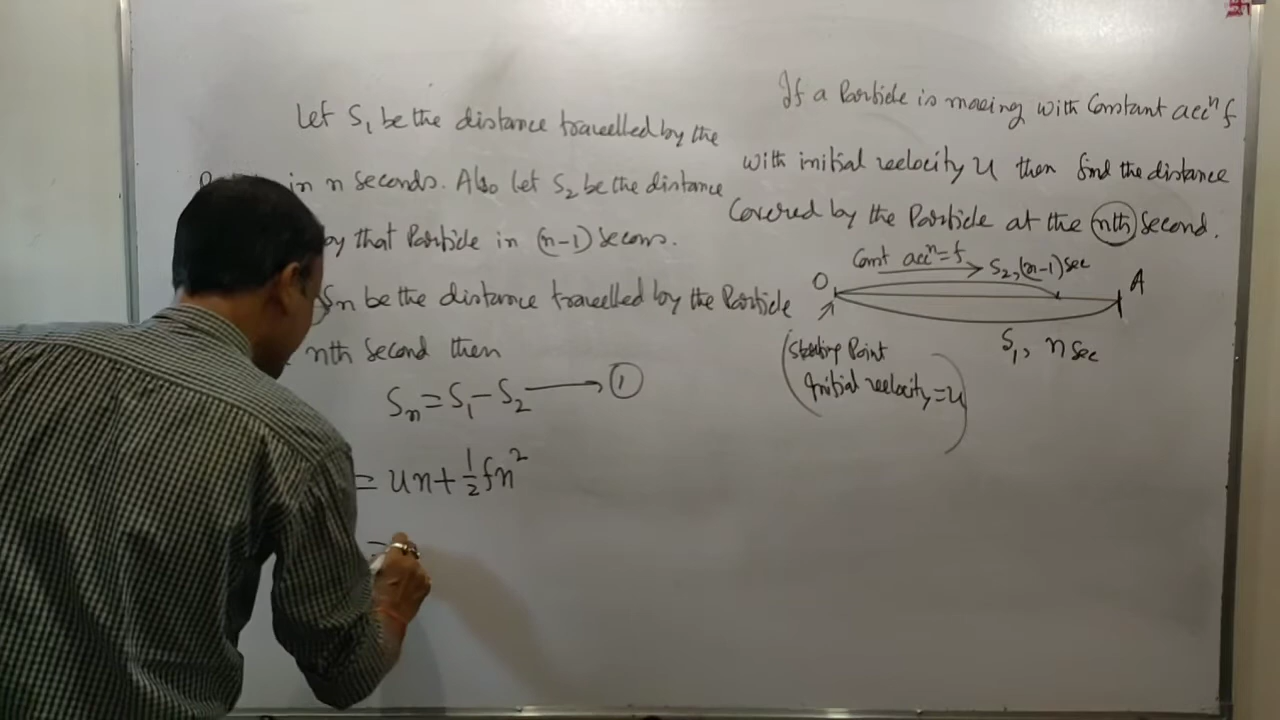 If a Particle is moving with Constant accⁿ f
with initial velocity u then find the distance
Covered by the Particle at the nth second.
Const accⁿ = f
S₂, (n-1) sec
O
A
S₁, n sec
(Starting Point
Initial velocity = u)
Let S₁ be the distance travelled by the
in n seconds. Also let S₂ be the distance
by that Particle in (n-1) secons.
Sn be the distance travelled by the Particle
nth Second then
Sn = S₁ - S₂ → ①
= un + 1/2 fn²